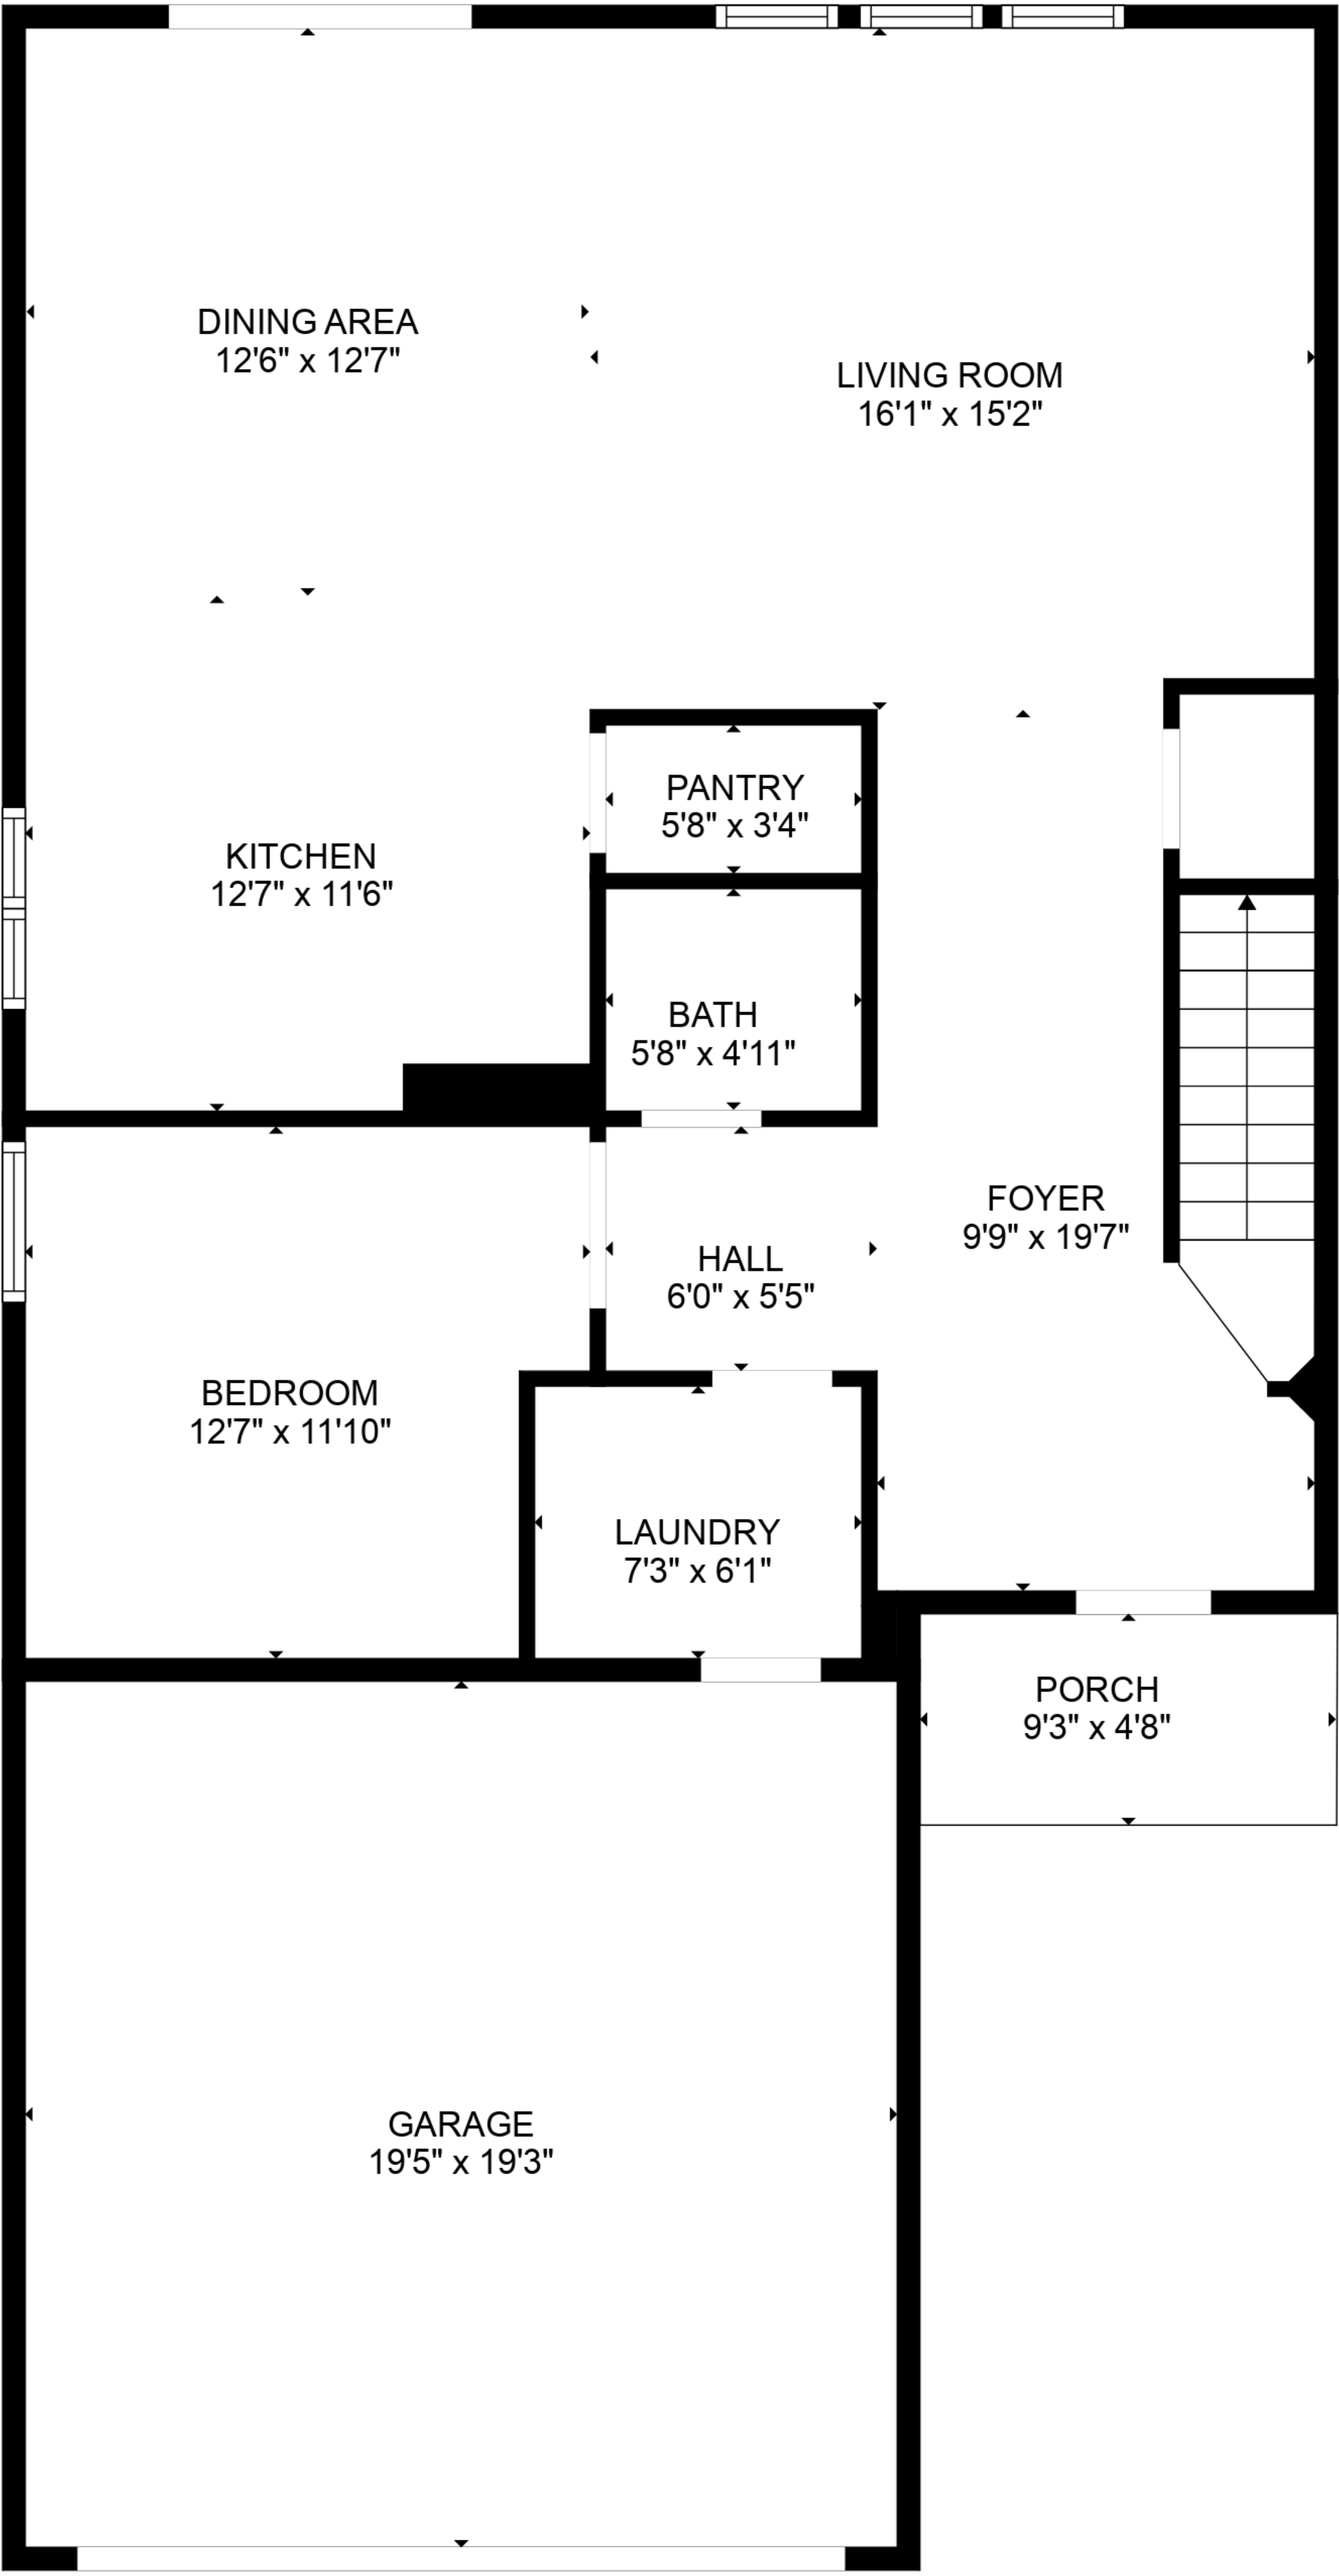 DINING AREA
12'6" x 12'7"
LIVING ROOM
16'1" x 15'2"
PANTRY
5'8" x 3'4"
KITCHEN
12'7" x 11'6"
BATH
5'8" x 4'11"
FOYER
9'9" x 19'7"
HALL
6'0" x 5'5"
BEDROOM
12'7" x 11'10"
LAUNDRY
7'3" x 6'1"
PORCH
9'3" x 4'8"
GARAGE
19'5" x 19'3"